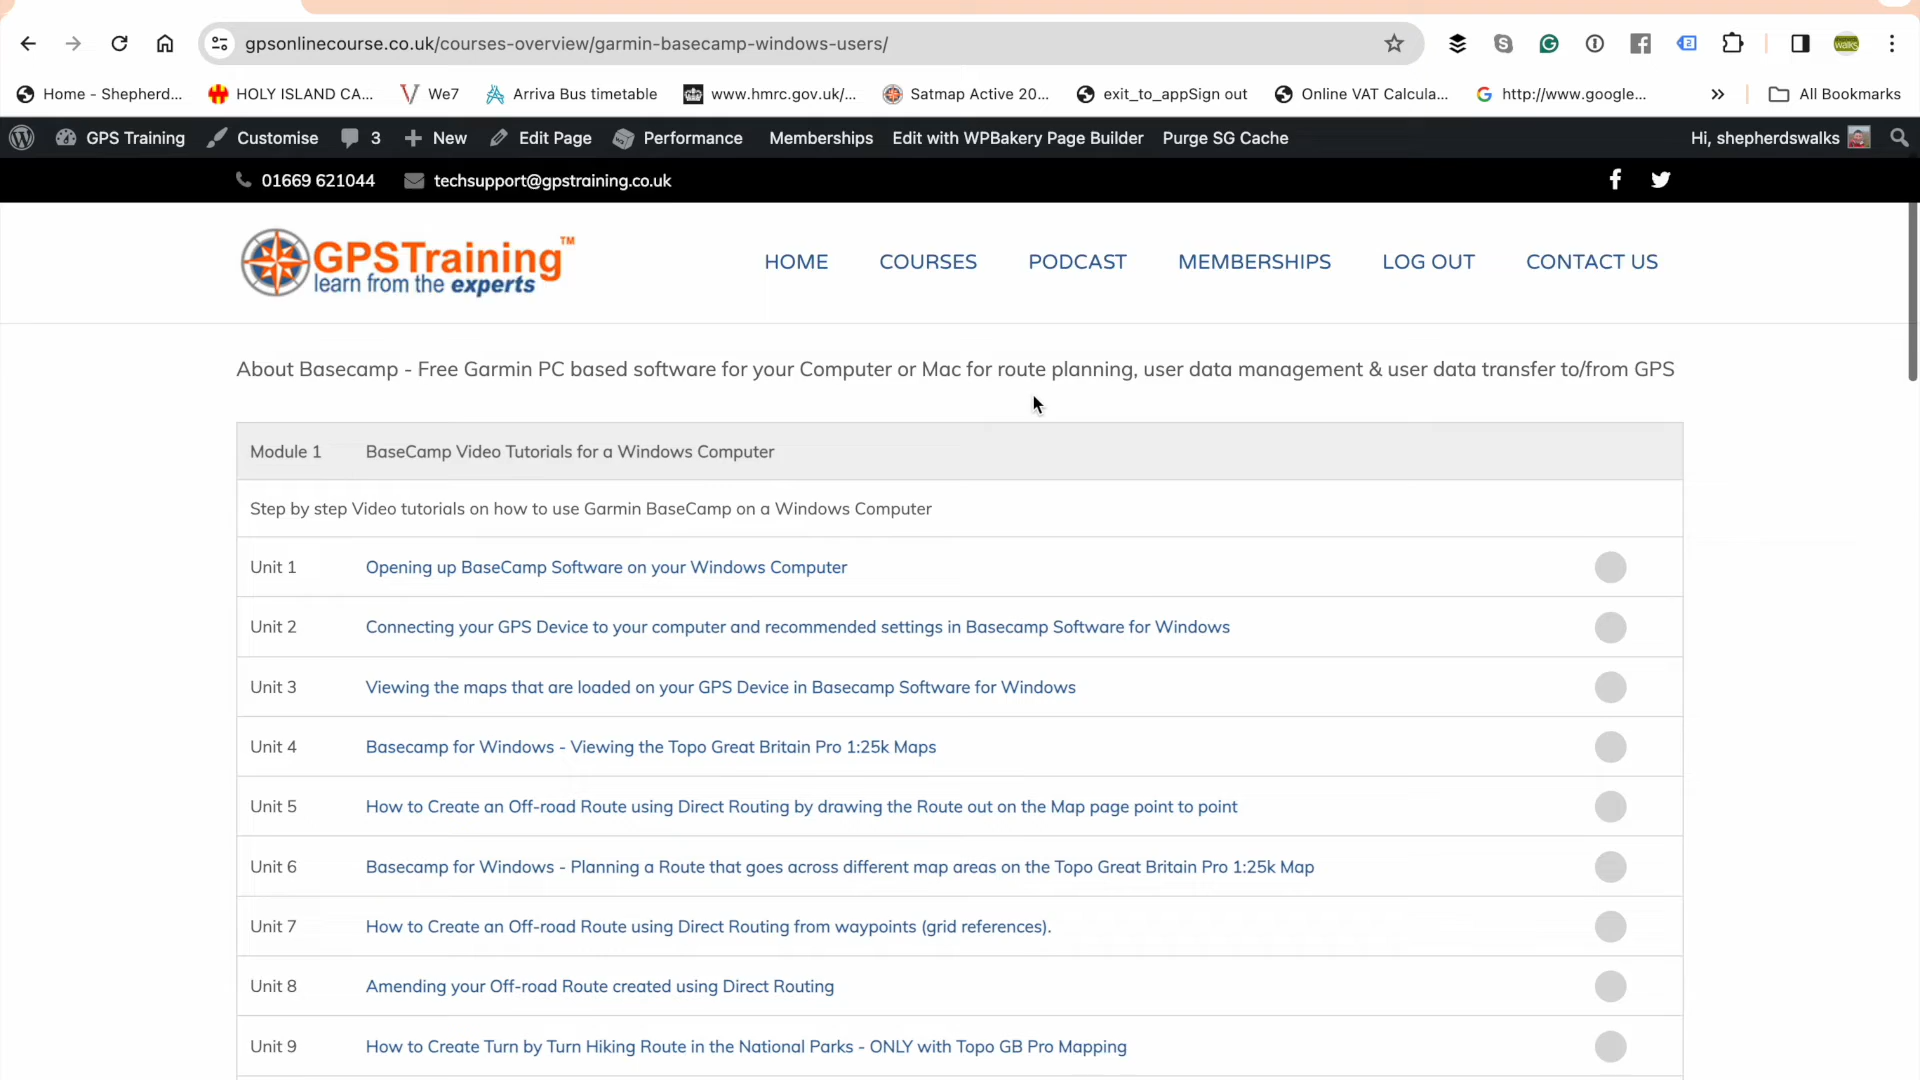 gpsonlinecourse.co.uk/courses-overview/garmin-basecamp-windows-users/
Home - Shepherd... HOLY ISLAND CA... We7 Arriva Bus timetable www.hmrc.gov.uk/... Satmap Active 20... exit_to_appSign out Online VAT Calcula... http://www.google... » All Bookmarks
GPS Training Customise 3 New Edit Page Performance Memberships Edit with WPBakery Page Builder Purge SG Cache Hi, shepherdswalks
01669 621044 techsupport@gpstraining.co.uk
GPSTraining™
learn from the experts
HOME COURSES PODCAST MEMBERSHIPS LOG OUT CONTACT US
About Basecamp - Free Garmin PC based software for your Computer or Mac for route planning, user data management & user data transfer to/from GPS
Module 1 BaseCamp Video Tutorials for a Windows Computer
Step by step Video tutorials on how to use Garmin BaseCamp on a Windows Computer
Unit 1 Opening up BaseCamp Software on your Windows Computer
Unit 2 Connecting your GPS Device to your computer and recommended settings in Basecamp Software for Windows
Unit 3 Viewing the maps that are loaded on your GPS Device in Basecamp Software for Windows
Unit 4 Basecamp for Windows - Viewing the Topo Great Britain Pro 1:25k Maps
Unit 5 How to Create an Off-road Route using Direct Routing by drawing the Route out on the Map page point to point
Unit 6 Basecamp for Windows - Planning a Route that goes across different map areas on the Topo Great Britain Pro 1:25k Map
Unit 7 How to Create an Off-road Route using Direct Routing from waypoints (grid references).
Unit 8 Amending your Off-road Route created using Direct Routing
Unit 9 How to Create Turn by Turn Hiking Route in the National Parks - ONLY with Topo GB Pro Mapping